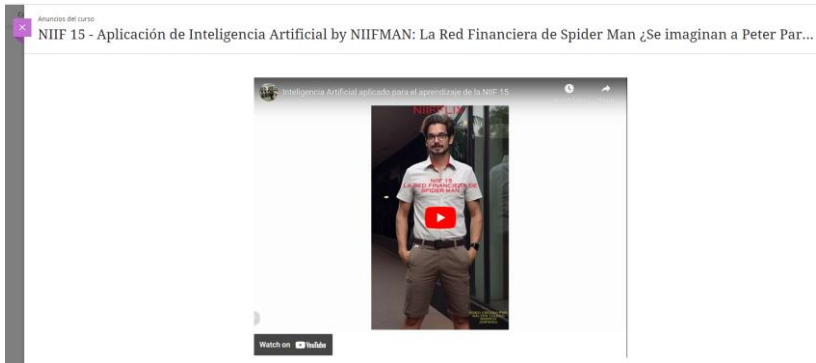 Anuncios del curso
NIIF 15 - Aplicación de Inteligencia Artificial by NIIFMAN: La Red Financiera de Spider Man ¿Se imaginan a Peter Par...
Inteligencia Artificial aplicado para el aprendizaje de la NIIF 15
NIIFFLIX
NIIF 15
LA RED FINANCIERA DE
SPIDER MAN
Watch on YouTube